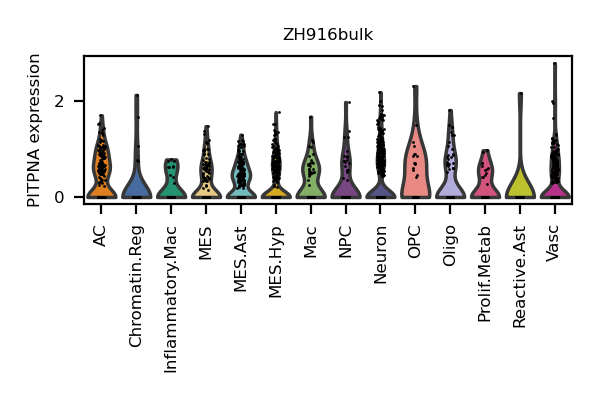 ZH916bulk
PITPNA expression
2
0
AC
Chromatin.Reg
Inflammatory.Mac
MES
MES.Ast
MES.Hyp
Mac
NPC
Neuron
OPC
Oligo
Prolif.Metab
Reactive.Ast
Vasc